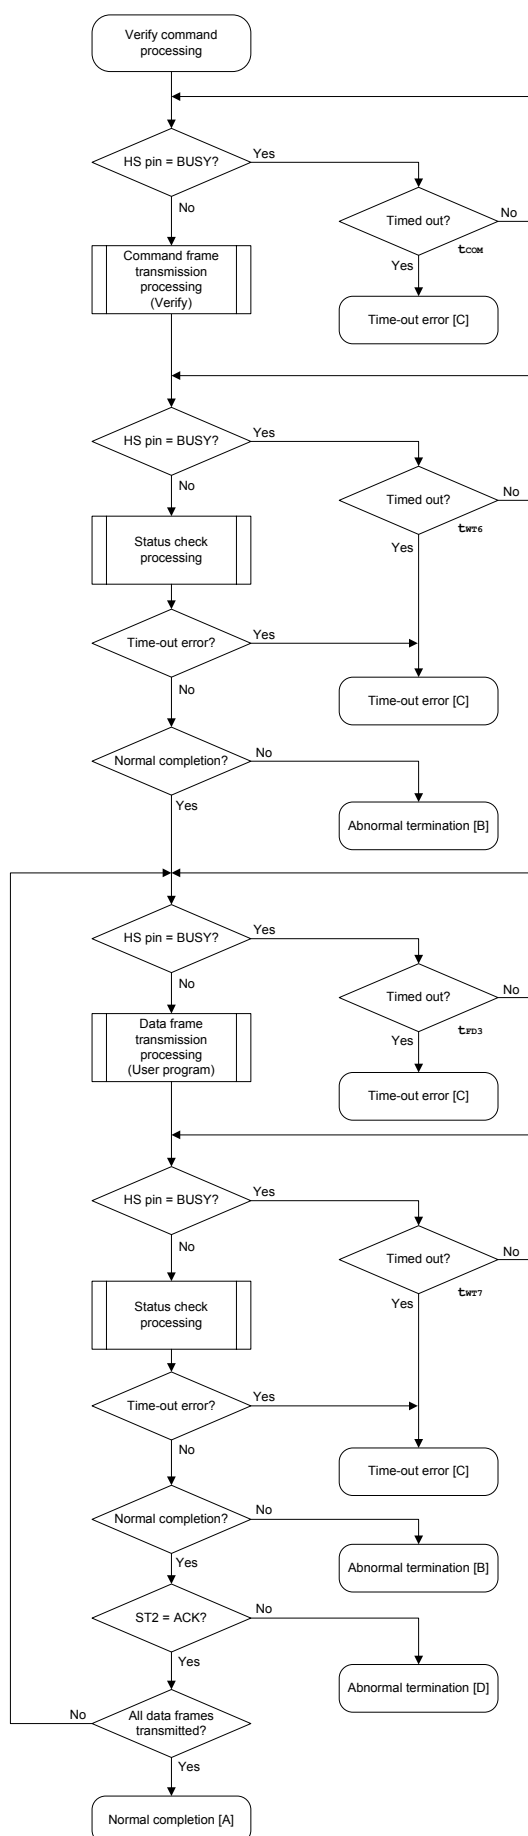 Verify command
processing
HS pin = BUSY?
Yes
No
Timed out?
No
tCOM
Yes
Command frame
transmission
processing
(Verify)
Time-out error [C]
HS pin = BUSY?
Yes
No
Timed out?
No
tWT6
Yes
Status check
processing
Time-out error?
Yes
No
Time-out error [C]
Normal completion?
No
Yes
Abnormal termination [B]
HS pin = BUSY?
Yes
No
Timed out?
No
tFD3
Yes
Data frame
transmission
processing
(User program)
Time-out error [C]
HS pin = BUSY?
Yes
No
Timed out?
No
tWT7
Yes
Status check
processing
Time-out error?
Yes
No
Time-out error [C]
Normal completion?
No
Yes
Abnormal termination [B]
ST2 = ACK?
No
Yes
Abnormal termination [D]
No
All data frames
transmitted?
Yes
Normal completion [A]